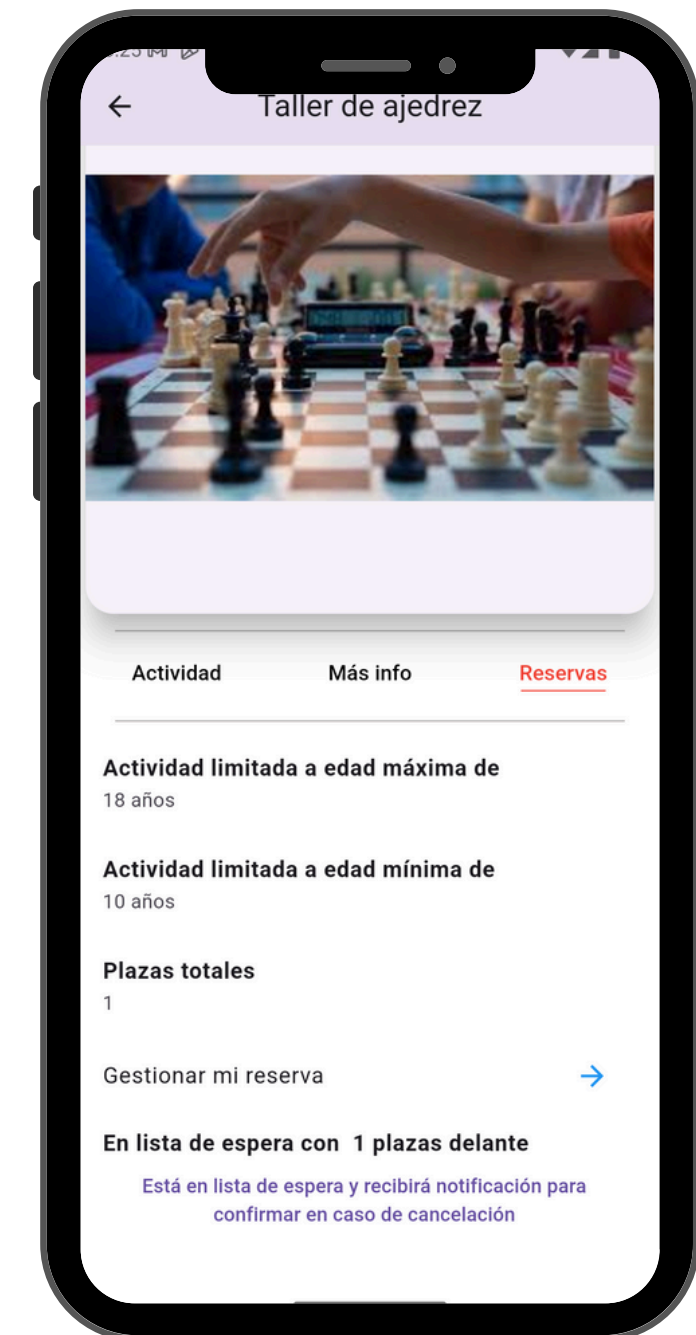 Taller de ajedrez
Actividad Más info Reservas
Actividad limitada a edad máxima de
18 años
Actividad limitada a edad mínima de
10 años
Plazas totales
1
Gestionar mi reserva
En lista de espera con  1 plazas delante
Está en lista de espera y recibirá notificación para
confirmar en caso de cancelación